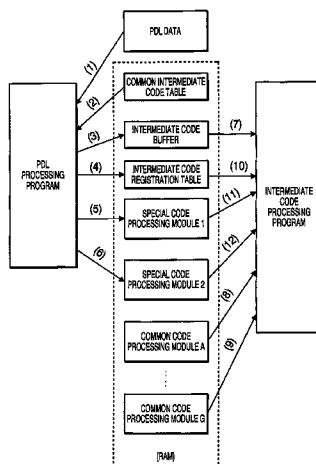 PDL DATA
(1)
(2)
COMMON INTERMEDIATE
CODE TABLE
(3)
INTERMEDIATE CODE
BUFFER
(7)
PDL
PROCESSING
PROGRAM
(4)
INTERMEDIATE CODE
REGISTRATION TABLE
(10)
(5)
SPECIAL CODE
PROCESSING MODULE 1
(11)
INTERMEDIATE
CODE
PROCESSING
PROGRAM
(6)
SPECIAL CODE
PROCESSING MODULE 2
(12)
COMMON CODE
PROCESSING MODULE A
(8)
(9)
COMMON CODE
PROCESSING MODULE G
[RAM]